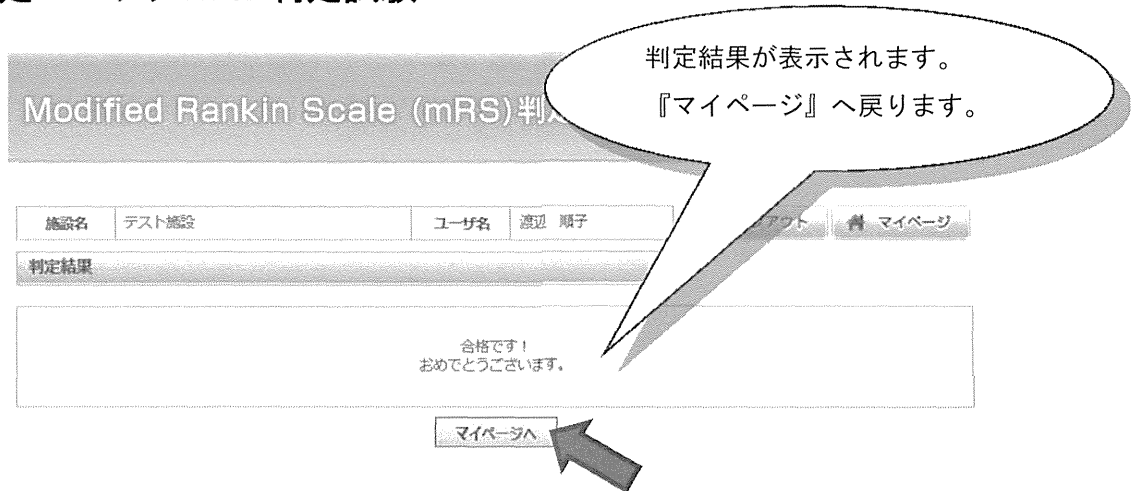 判定結果が表示されます。
『マイページ』へ戻ります。
Modified Rankin Scale (mRS)判
施設名 テスト施設 ユーザ名 渡辺 順子 アウト マイページ
判定結果
合格です！
おめでとうございます。
マイページへ